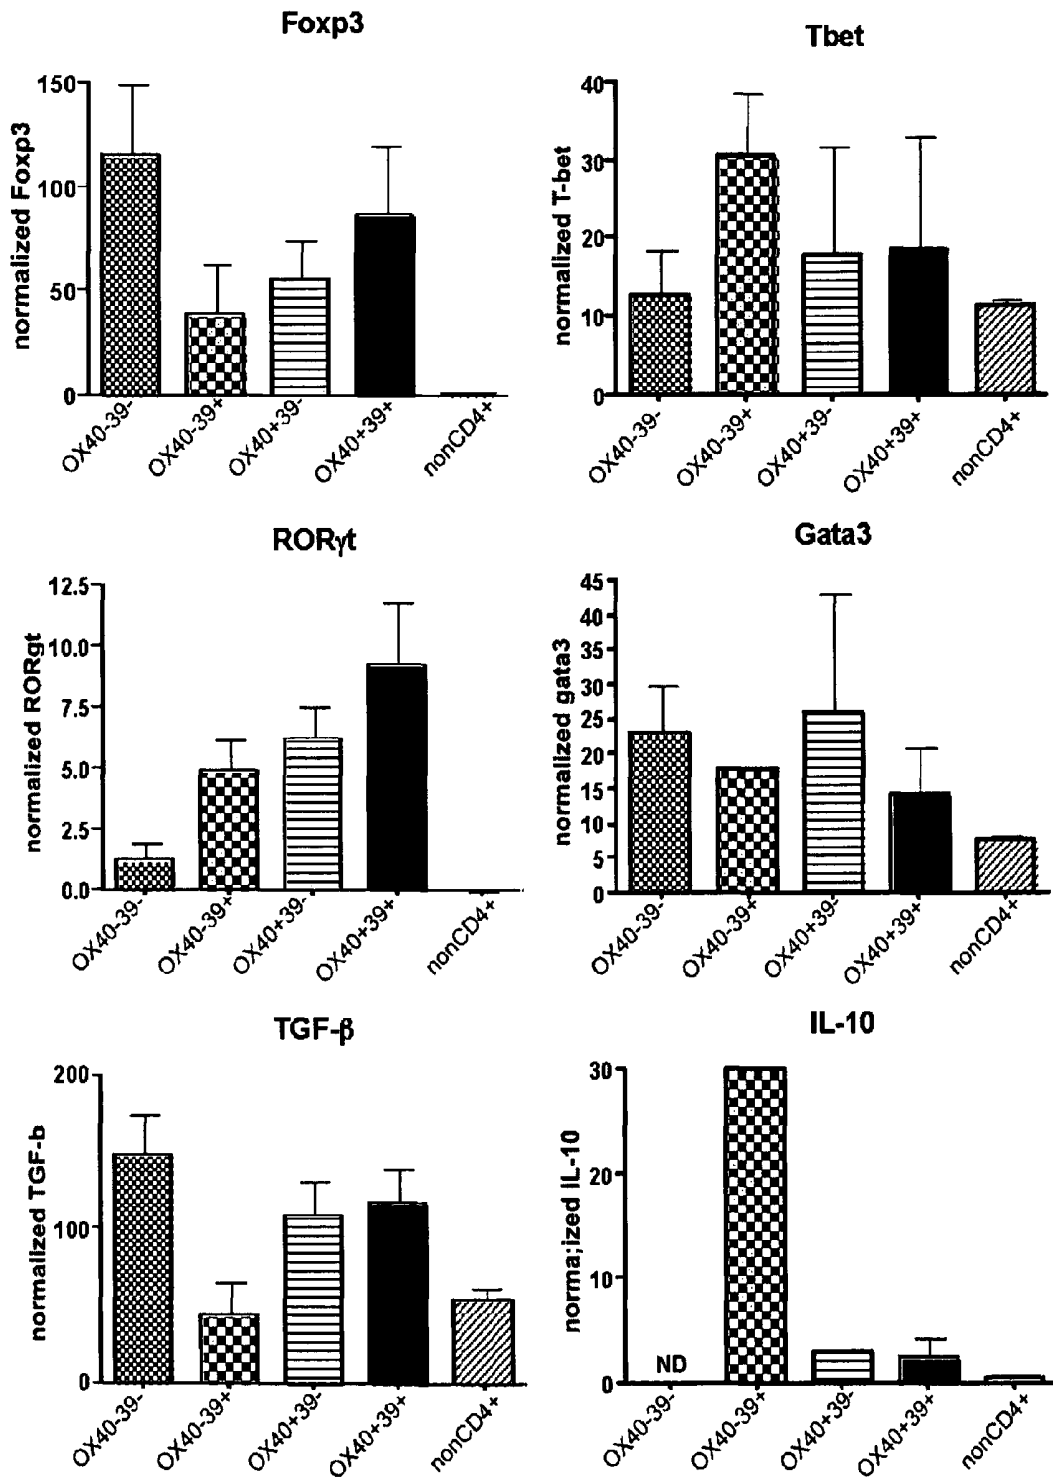 Foxp3
normalized Foxp3
150
100
50
0
OX40-39-
OX40-39+
OX40+39-
OX40+39+
nonCD4+
Tbet
normalized T-bet
40
30
20
10
0
OX40-39-
OX40-39+
OX40+39-
OX40+39+
nonCD4+
RORγt
normalized RORgt
12.5
10.0
7.5
5.0
2.5
0.0
OX40-39-
OX40-39+
OX40+39-
OX40+39+
nonCD4+
Gata3
normalized gata3
45
40
35
30
25
20
15
10
5
0
OX40-39-
OX40-39+
OX40+39-
OX40+39+
nonCD4+
TGF-β
normalized TGF-b
200
100
0
OX40-39-
OX40-39+
OX40+39-
OX40+39+
nonCD4+
IL-10
norma;ized IL-10
30
20
10
0
ND
OX40-39-
OX40-39+
OX40+39-
OX40+39+
nonCD4+